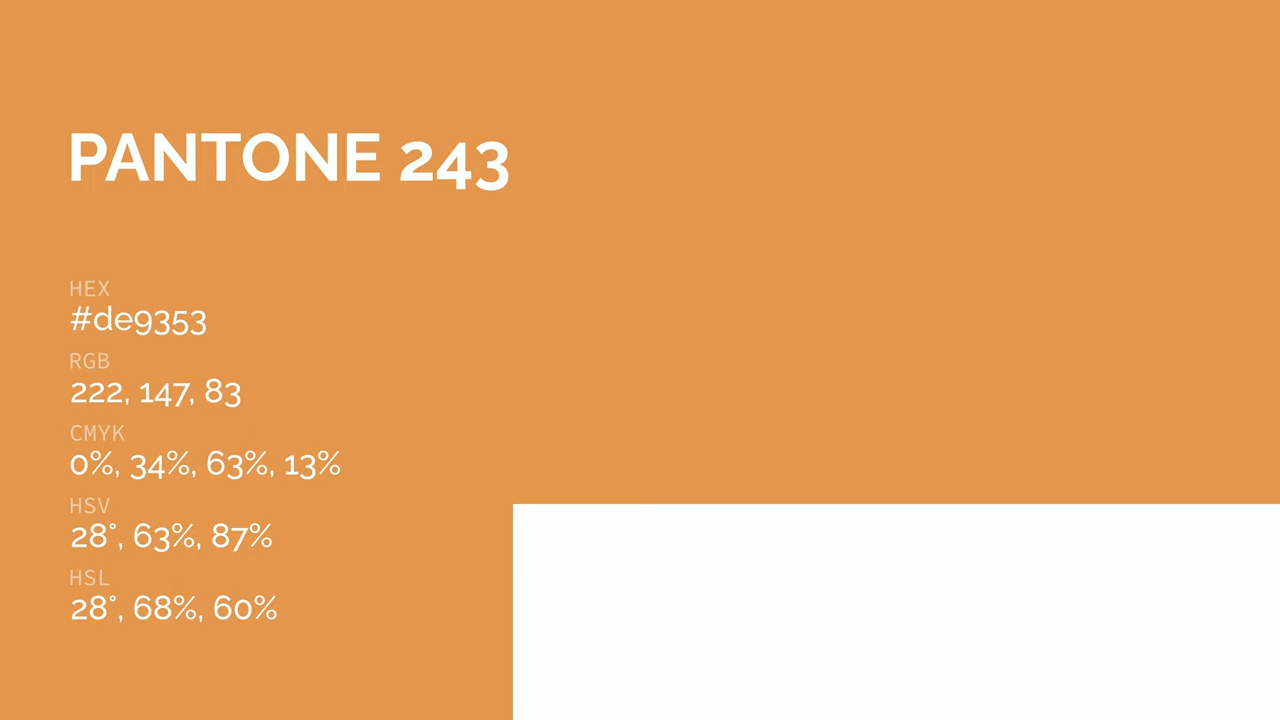 PANTONE 243
HEX
#de9353
RGB
222, 147, 83
CMYK
0%, 34%, 63%, 13%
HSV
28°, 63%, 87%
HSL
28°, 68%, 60%